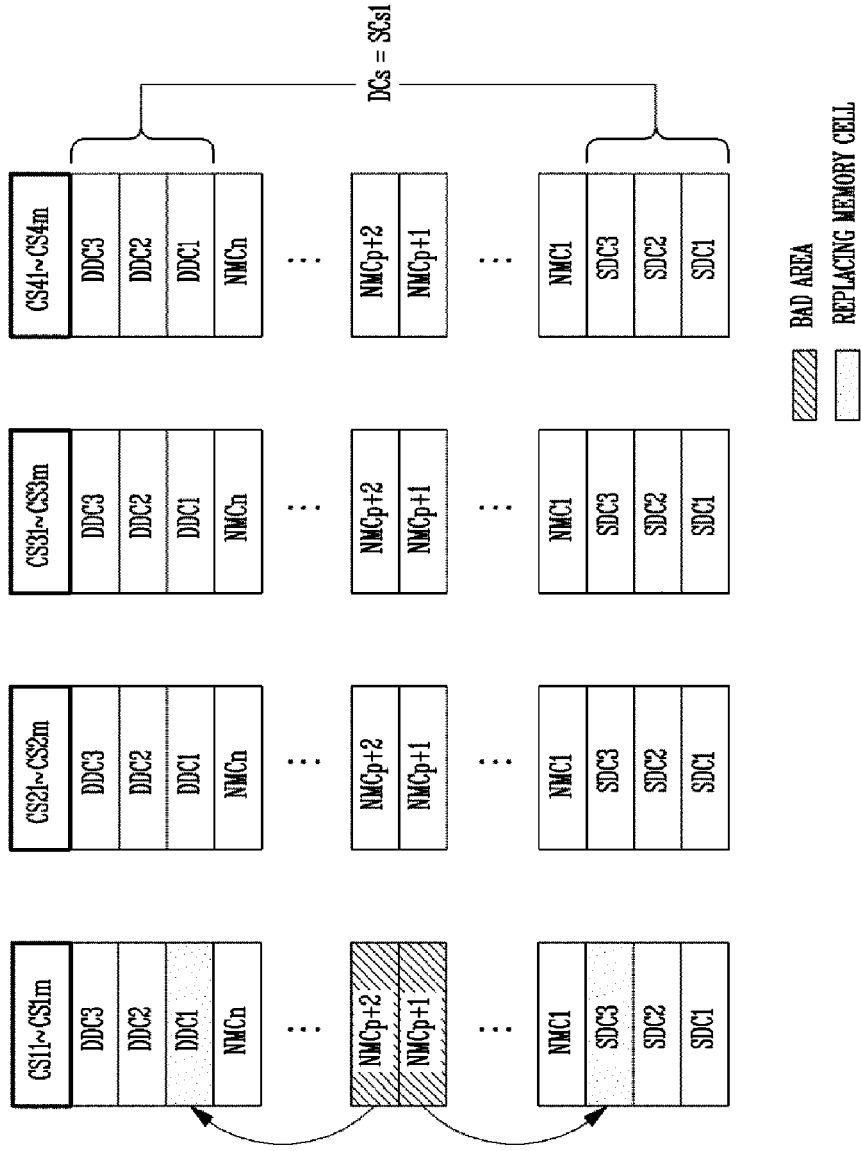 CS11~CS1m
DDC3
DDC2
DDC1
NMCn
...
NMCp+2
NMCp+1
...
NMC1
SDC3
SDC2
SDC1
CS21~CS2m
DDC3
DDC2
DDC1
NMCn
...
NMCp+2
NMCp+1
...
NMC1
SDC3
SDC2
SDC1
CS31~CS3m
DDC3
DDC2
DDC1
NMCn
...
NMCp+2
NMCp+1
...
NMC1
SDC3
SDC2
SDC1
CS41~CS4m
DDC3
DDC2
DDC1
NMCn
...
NMCp+2
NMCp+1
...
NMC1
SDC3
SDC2
SDC1
DCs = SCs1
BAD AREA
REPLACING MEMORY CELL